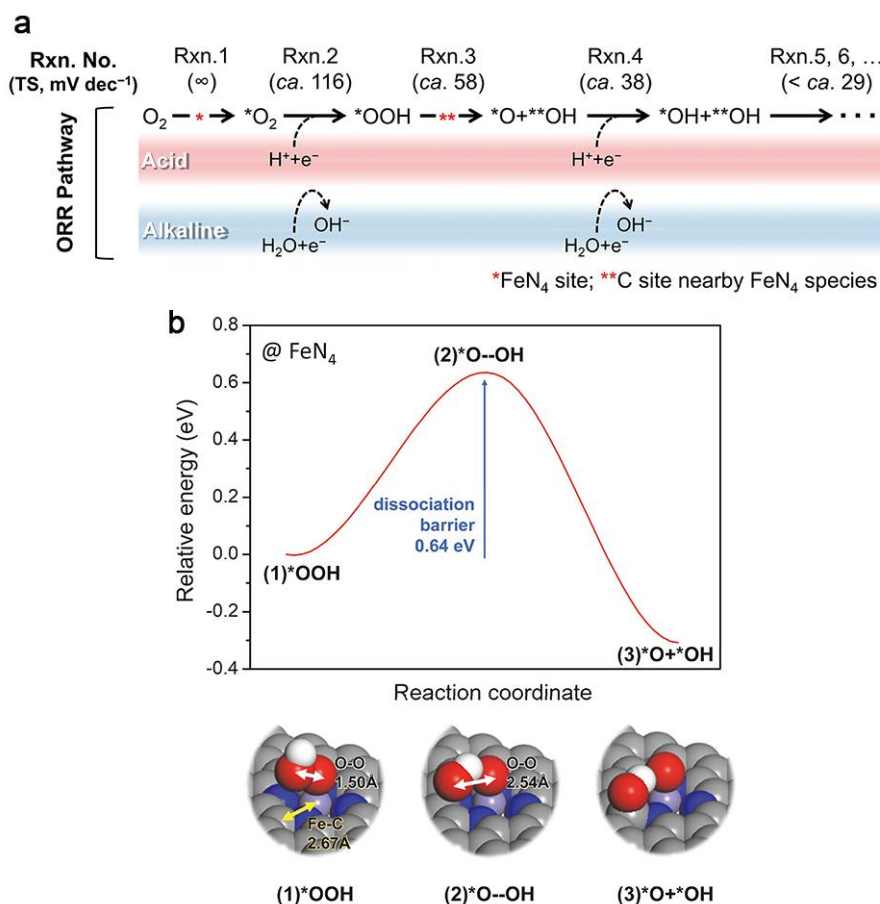 a
Rxn. No. Rxn.1 Rxn.2 Rxn.3 Rxn.4 Rxn.5, 6, ...
(TS, mV dec⁻¹) (∞) (ca. 116) (ca. 58) (ca. 38) (< ca. 29)
O₂ * *O₂ *OOH ** *O+**OH *OH+**OH
ORR Pathway
Acid H⁺+e⁻ H⁺+e⁻
Alkaline OH⁻ OH⁻
H₂O+e⁻ H₂O+e⁻
*FeN₄ site; **C site nearby FeN₄ species
b
@ FeN₄
(2)*O--OH
0.8
0.6
0.4
0.2
0.0
-0.2
-0.4
Relative energy (eV)
dissociation
barrier
0.64 eV
(1)*OOH
(3)*O+*OH
Reaction coordinate
O-O
1.50Å
Fe-C
2.67Å
O-O
2.54Å
(1)*OOH (2)*O--OH (3)*O+*OH